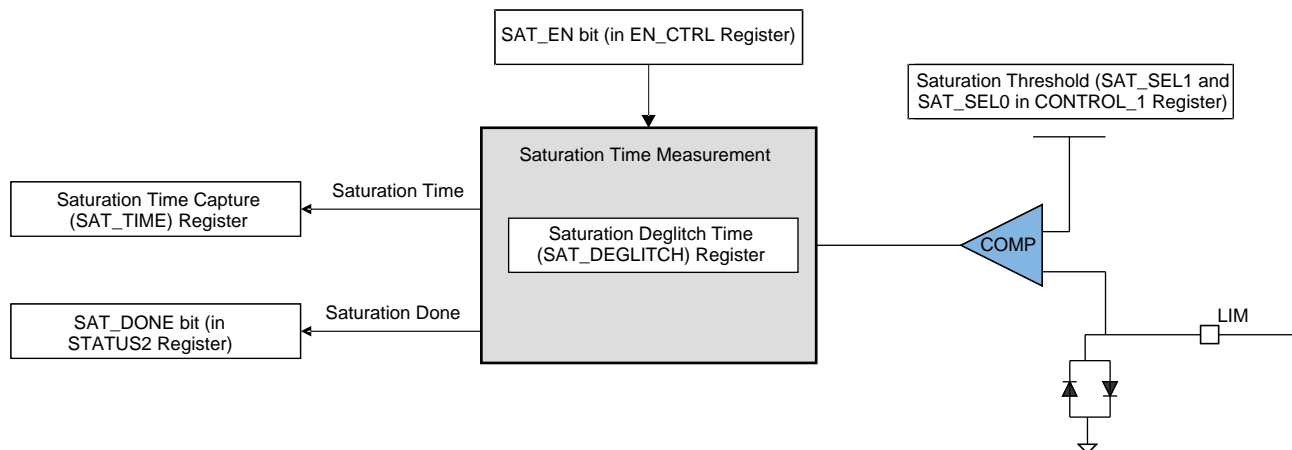 SAT_EN bit (in EN_CTRL Register)
Saturation Threshold (SAT_SEL1 and
SAT_SEL0 in CONTROL_1 Register)
Saturation Time Measurement
Saturation Time
Saturation Time Capture
(SAT_TIME) Register
Saturation Deglitch Time
(SAT_DEGLITCH) Register
COMP
Saturation Done
SAT_DONE bit (in
STATUS2 Register)
LIM